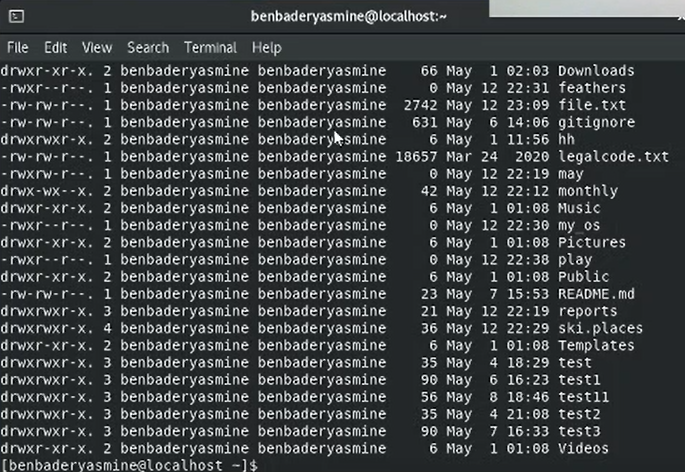 benbaderyasmine@localhost:~
File Edit View Search Terminal Help
drwxr-xr-x. 2 benbaderyasmine benbaderyasmine 66 May 1 02:03 Downloads
-rwxr--r--. 1 benbaderyasmine benbaderyasmine 0 May 12 22:31 feathers
-rw-rw-r--. 1 benbaderyasmine benbaderyasmine 2742 May 12 23:09 file.txt
-rw-rw-r--. 1 benbaderyasmine benbaderyasmine 631 May 6 14:06 gitignore
drwxrwxr-x. 2 benbaderyasmine benbaderyasmine 6 May 1 11:56 hh
-rw-rw-r--. 1 benbaderyasmine benbaderyasmine 18657 Mar 24 2020 legalcode.txt
-rwxrw-r--. 1 benbaderyasmine benbaderyasmine 0 May 12 22:19 may
drwx-wx--x. 2 benbaderyasmine benbaderyasmine 42 May 12 22:12 monthly
drwxr-xr-x. 2 benbaderyasmine benbaderyasmine 6 May 1 01:08 Music
-rwxr--r--. 1 benbaderyasmine benbaderyasmine 0 May 12 22:30 my_os
drwxr-xr-x. 2 benbaderyasmine benbaderyasmine 6 May 1 01:08 Pictures
-rwxr--r--. 1 benbaderyasmine benbaderyasmine 0 May 12 22:38 play
drwxr-xr-x. 2 benbaderyasmine benbaderyasmine 6 May 1 01:08 Public
-rw-rw-r--. 1 benbaderyasmine benbaderyasmine 23 May 7 15:53 README.md
drwxrwxr-x. 3 benbaderyasmine benbaderyasmine 21 May 12 22:19 reports
drwxrwxr-x. 4 benbaderyasmine benbaderyasmine 36 May 12 22:29 ski.places
drwxr-xr-x. 2 benbaderyasmine benbaderyasmine 6 May 1 01:08 Templates
drwxrwxr-x. 3 benbaderyasmine benbaderyasmine 35 May 4 18:29 test
drwxrwxr-x. 3 benbaderyasmine benbaderyasmine 90 May 6 16:23 test1
drwxrwxr-x. 3 benbaderyasmine benbaderyasmine 56 May 8 18:46 test11
drwxrwxr-x. 3 benbaderyasmine benbaderyasmine 35 May 4 21:08 test2
drwxrwxr-x. 3 benbaderyasmine benbaderyasmine 90 May 7 16:33 test3
drwxr-xr-x. 2 benbaderyasmine benbaderyasmine 6 May 1 01:08 Videos
[benbaderyasmine@localhost ~]$